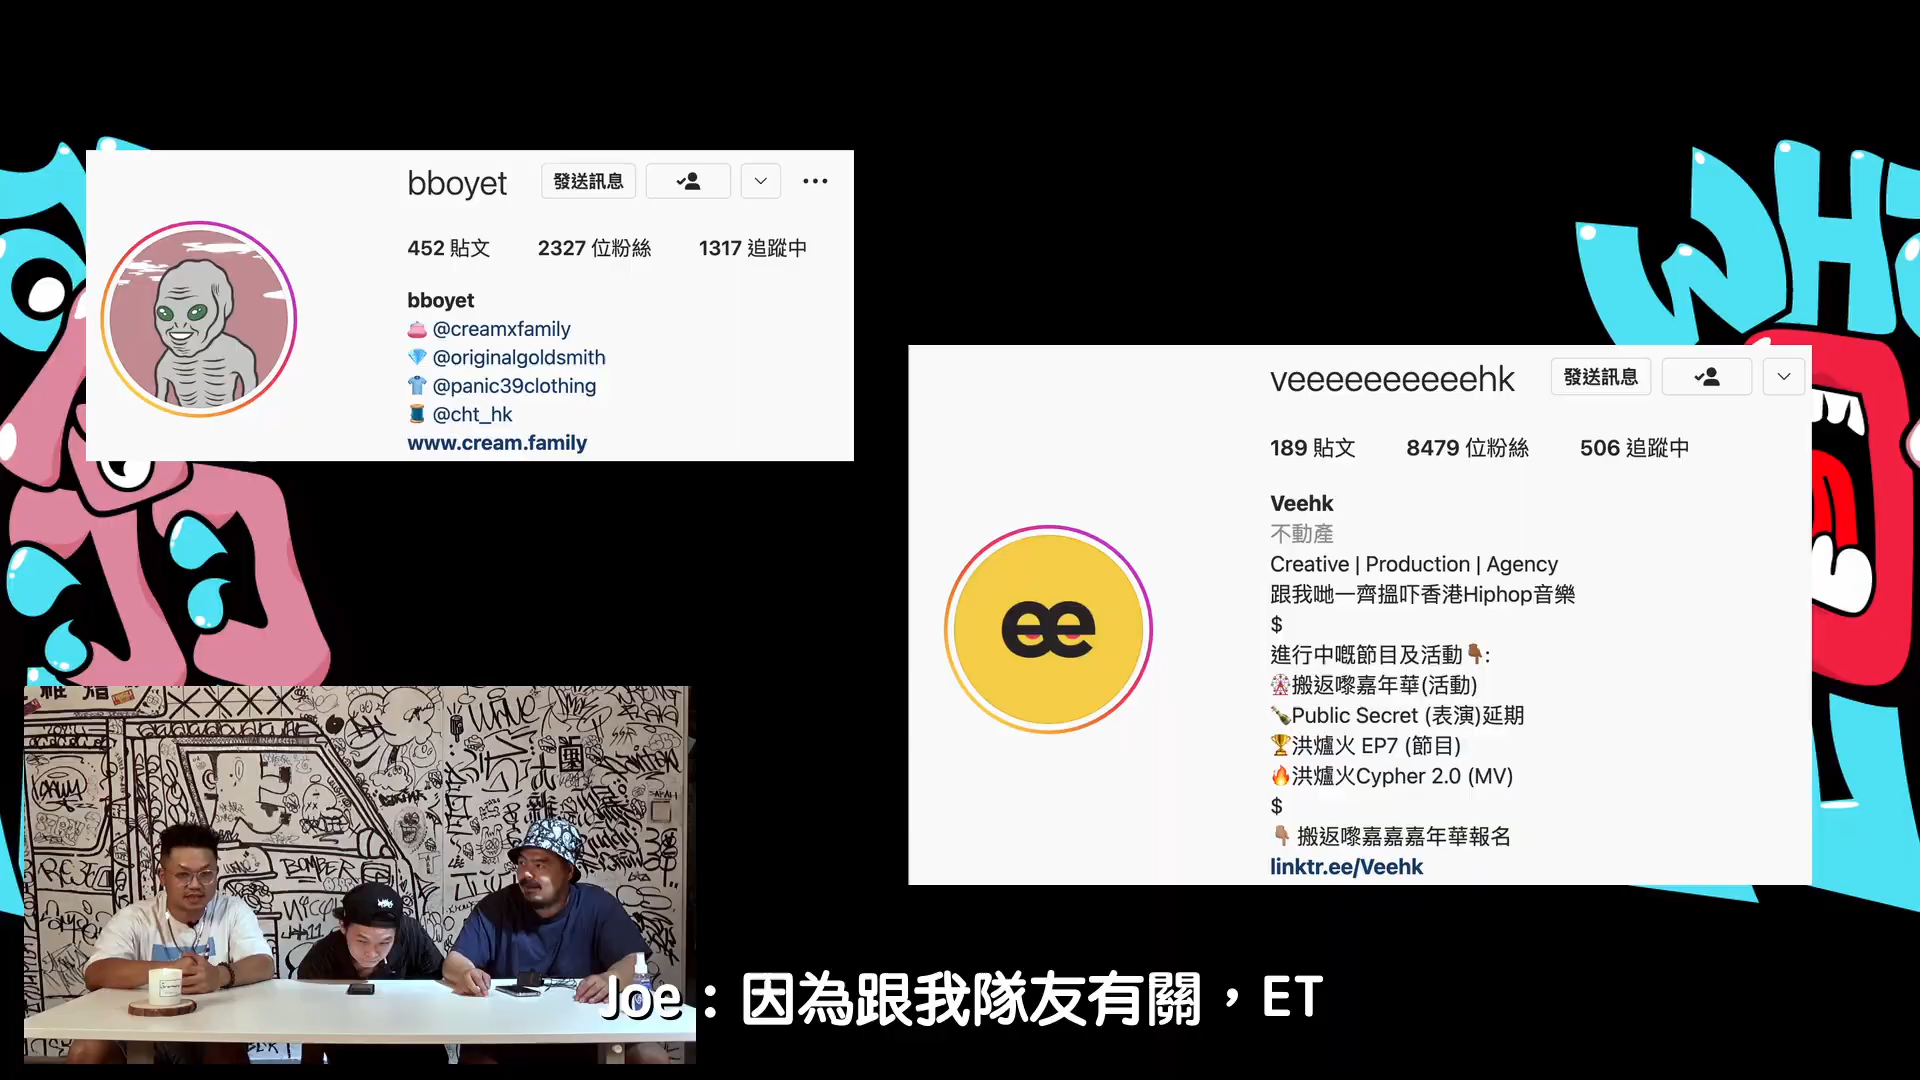 bboyet 發送訊息
452 貼文 2327 位粉絲 1317 追蹤中
bboyet
@creamxfamily
@originalgoldsmith
@panic39clothing
@cht_hk
www.cream.family
veeeeeeeeeehk 發送訊息
189 貼文 8479 位粉絲 506 追蹤中
Veehk
不動產
Creative | Production | Agency
跟我哋一齊搵吓香港Hiphop音樂
$
進行中嘅節目及活動👇🏾:
🎡搬返嚟嘉年華(活動)
🍾Public Secret (表演)延期
🏆洪爐火 EP7 (節目)
🔥洪爐火Cypher 2.0 (MV)
$
👇🏽 搬返嚟嘉嘉嘉年華報名
linktr.ee/Veehk
ee
WAVE
BOMBER
Joe：因為跟我隊友有關，ET